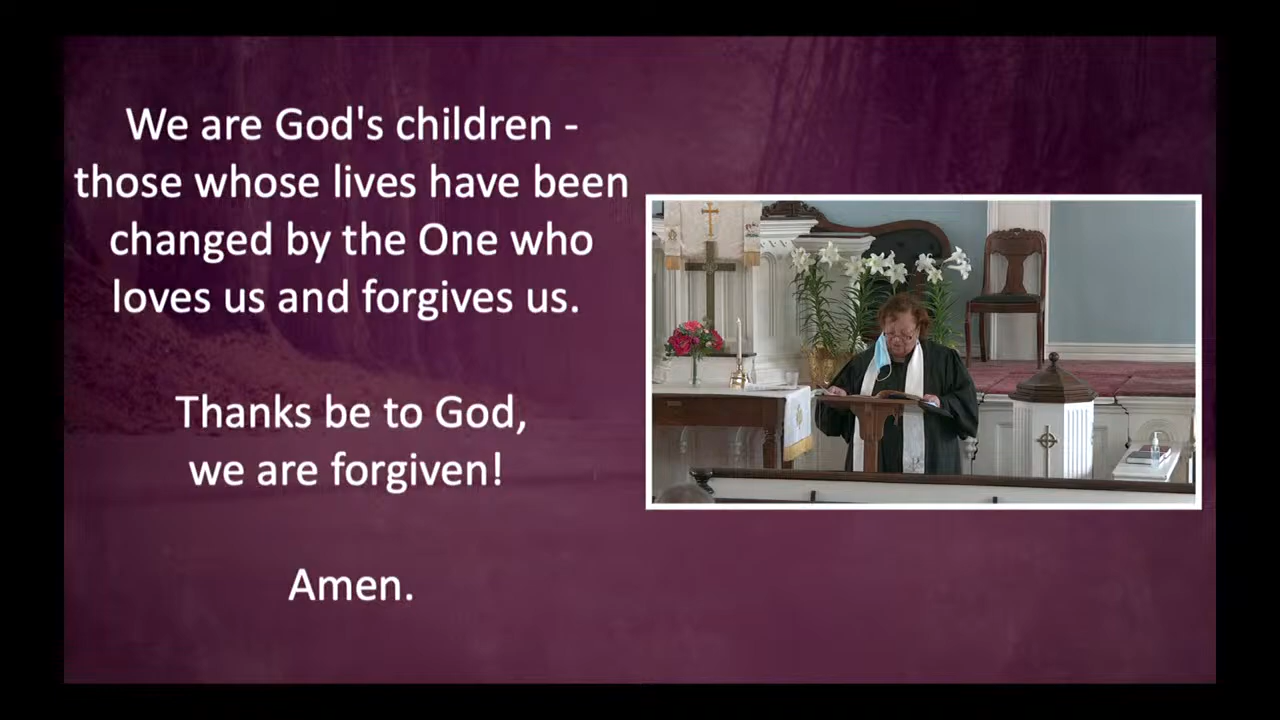 We are God's children -
those whose lives have been
changed by the One who
loves us and forgives us.
Thanks be to God,
we are forgiven!
Amen.